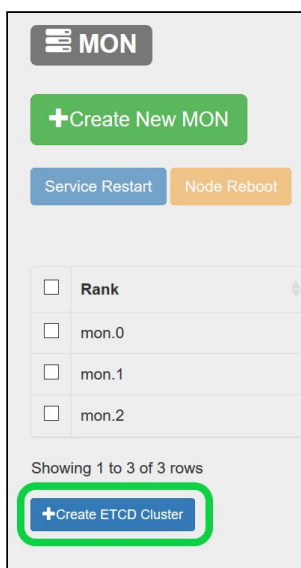 MON
Create New MON
Service Restart Node Reboot
Rank
mon.0
mon.1
mon.2
Showing 1 to 3 of 3 rows
Create ETCD Cluster